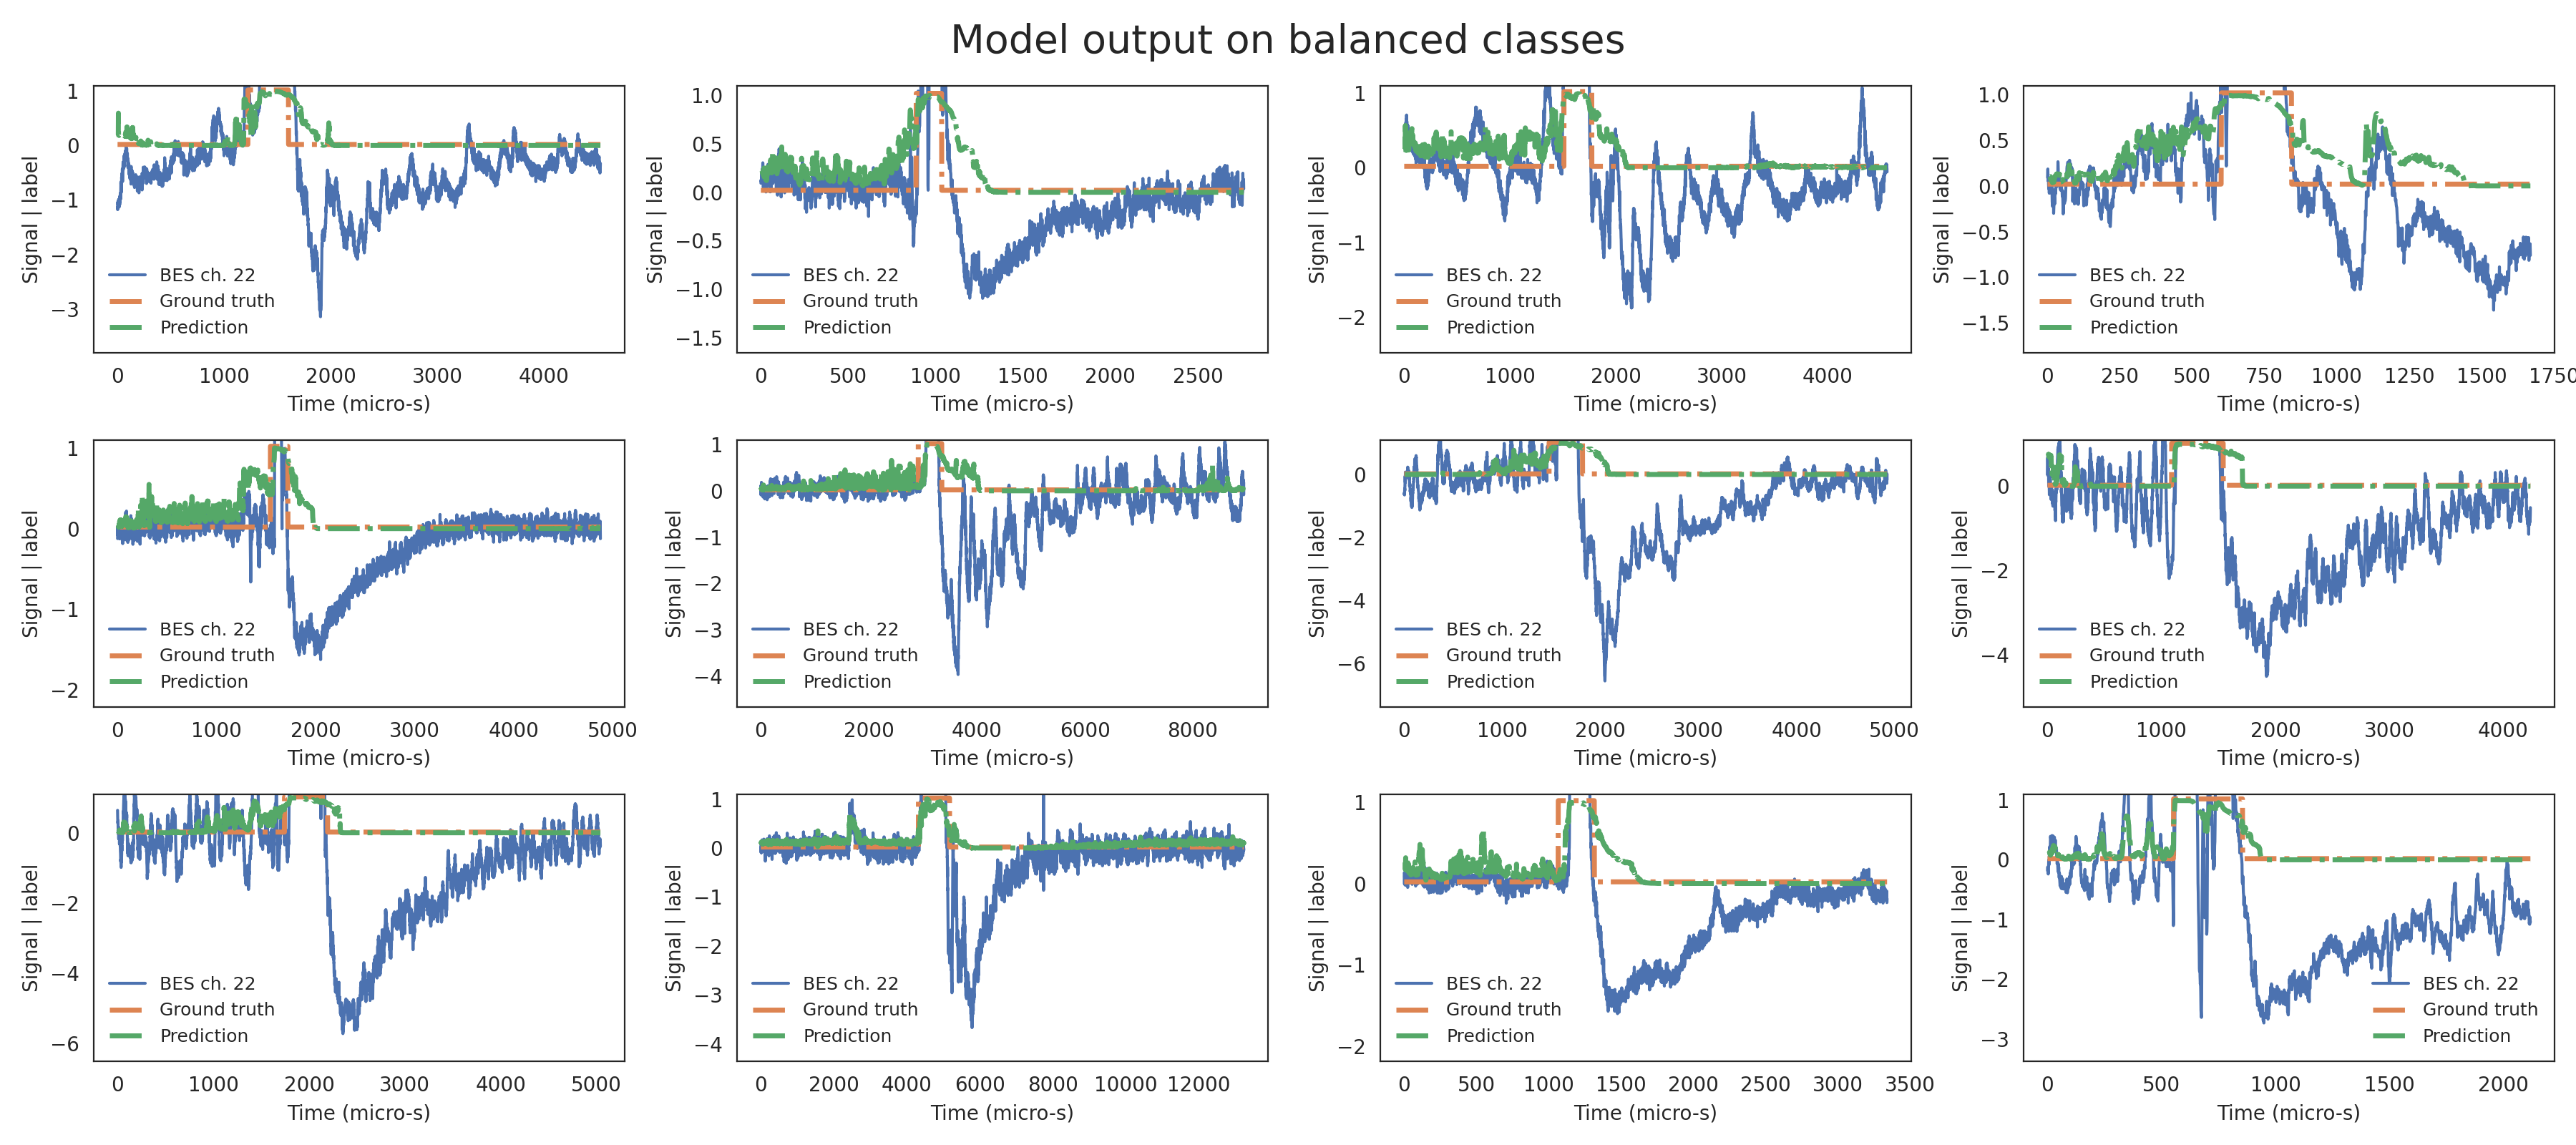 Model output on balanced classes
1
0
−1
−2
−3
Signal | label
BES ch. 22
Ground truth
Prediction
0 1000 2000 3000 4000
Time (micro-s)
1.0
0.5
0.0
−0.5
−1.0
−1.5
Signal | label
BES ch. 22
Ground truth
Prediction
0 500 1000 1500 2000 2500
Time (micro-s)
1
0
−1
−2
Signal | label
BES ch. 22
Ground truth
Prediction
0 1000 2000 3000 4000
Time (micro-s)
1.0
0.5
0.0
−0.5
−1.0
−1.5
Signal | label
BES ch. 22
Ground truth
Prediction
0 250 500 750 1000 1250 1500 1750
Time (micro-s)
1
0
−1
−2
Signal | label
BES ch. 22
Ground truth
Prediction
0 1000 2000 3000 4000 5000
Time (micro-s)
1
0
−1
−2
−3
−4
Signal | label
BES ch. 22
Ground truth
Prediction
0 2000 4000 6000 8000
Time (micro-s)
0
−2
−4
−6
Signal | label
BES ch. 22
Ground truth
Prediction
0 1000 2000 3000 4000 5000
Time (micro-s)
0
−2
−4
Signal | label
BES ch. 22
Ground truth
Prediction
0 1000 2000 3000 4000
Time (micro-s)
0
−2
−4
−6
Signal | label
BES ch. 22
Ground truth
Prediction
0 1000 2000 3000 4000 5000
Time (micro-s)
1
0
−1
−2
−3
−4
Signal | label
BES ch. 22
Ground truth
Prediction
0 2000 4000 6000 8000 10000 12000
Time (micro-s)
1
0
−1
−2
Signal | label
BES ch. 22
Ground truth
Prediction
0 500 1000 1500 2000 2500 3000 3500
Time (micro-s)
1
0
−1
−2
−3
Signal | label
BES ch. 22
Ground truth
Prediction
0 500 1000 1500 2000
Time (micro-s)